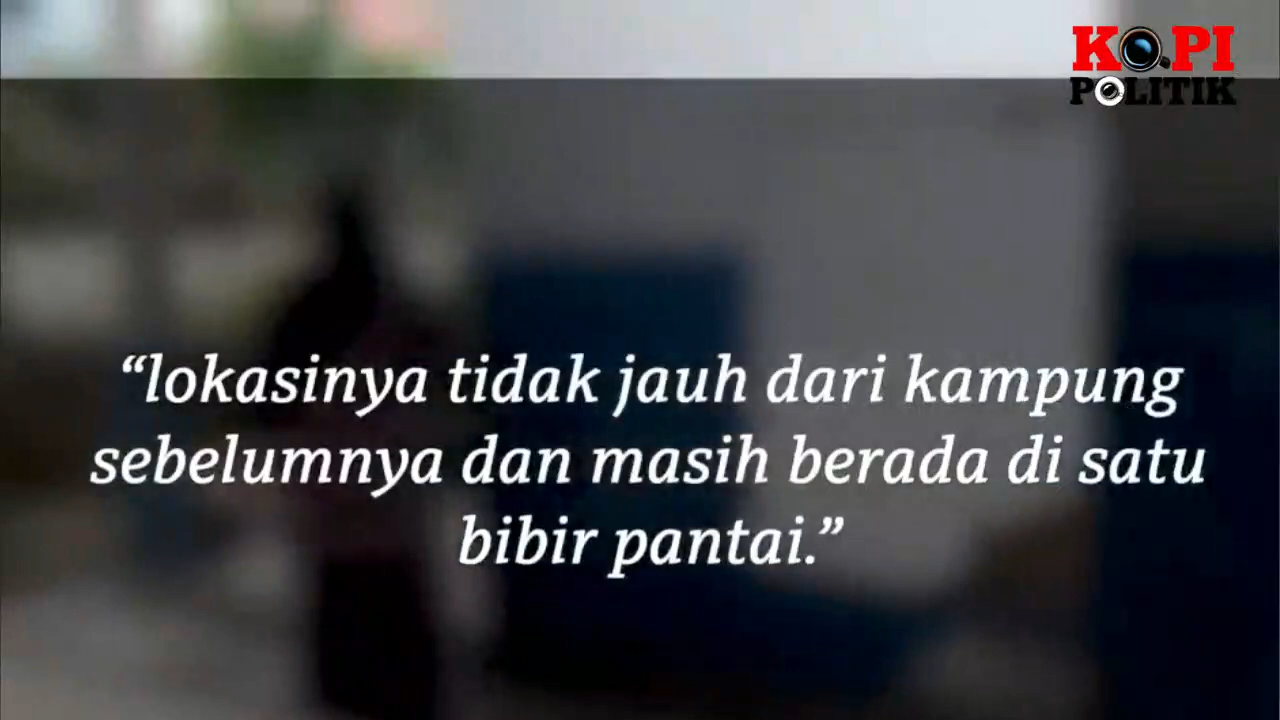 KOPI
POLITIK
“lokasinya tidak jauh dari kampung
sebelumnya dan masih berada di satu
bibir pantai.”